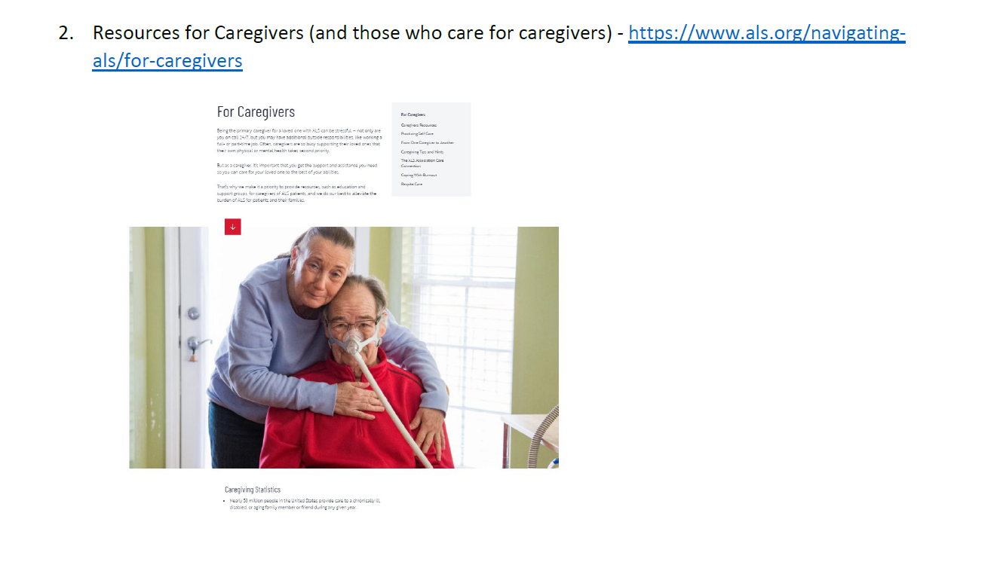 2. Resources for Caregivers (and those who care for caregivers) - https://www.als.org/navigating-
als/for-caregivers
For Caregivers
Being the primary caregiver for a loved one with ALS can be stressful — not only are
you on call 24/7, but you may have additional outside responsibilities, like working a
full- or part-time job. Often, caregivers are so busy supporting their loved ones that
their own physical or mental health takes second priority.
But as a caregiver, it's important that you get the support and assistance you need
so you can care for your loved one to the best of your abilities.
That's why we make it a priority to provide resources, such as education and
support groups, for caregivers of ALS patients, and we do our best to alleviate the
burden of ALS for patients and their families.
For Caregivers
Caregivers Resources
Practicing Self Care
From One Caregiver to Another
Caregiving Tips and Hints
The ALS Association Care
Connection
Coping With Burnout
Respite Care
Caregiving Statistics
• Nearly 53 million people in the United States provide care to a chronically ill,
disabled, or aging family member or friend during any given year.